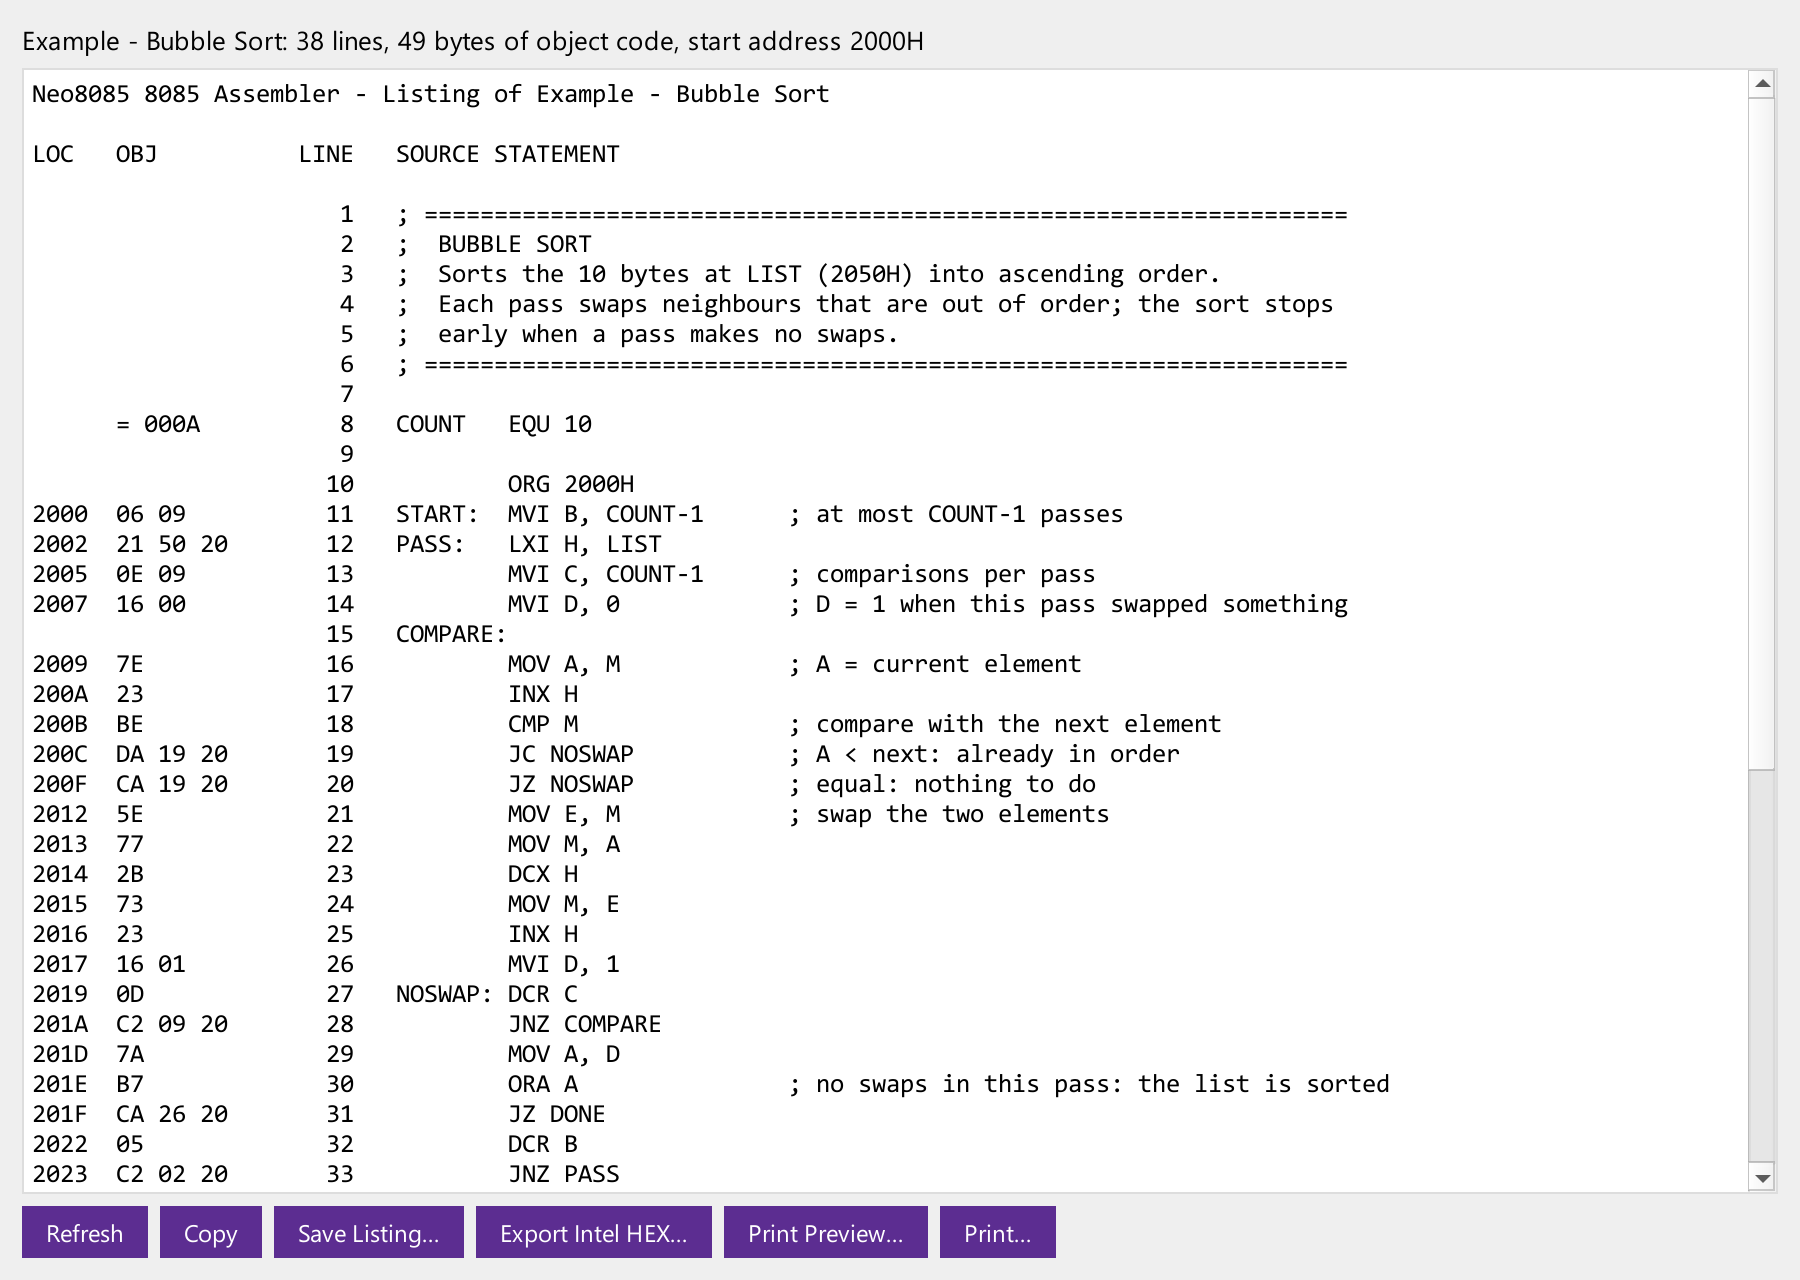 Example - Bubble Sort: 38 lines, 49 bytes of object code, start address 2000H
Neo8085 8085 Assembler - Listing of Example - Bubble Sort
LOC   OBJ          LINE   SOURCE STATEMENT
                      1   ; ==================================================================
                      2   ;  BUBBLE SORT
                      3   ;  Sorts the 10 bytes at LIST (2050H) into ascending order.
                      4   ;  Each pass swaps neighbours that are out of order; the sort stops
                      5   ;  early when a pass makes no swaps.
                      6   ; ==================================================================
                      7
      = 000A          8   COUNT   EQU 10
                      9
                     10           ORG 2000H
2000  06 09          11   START:  MVI B, COUNT-1      ; at most COUNT-1 passes
2002  21 50 20       12   PASS:   LXI H, LIST
2005  0E 09          13           MVI C, COUNT-1      ; comparisons per pass
2007  16 00          14           MVI D, 0            ; D = 1 when this pass swapped something
                     15   COMPARE:
2009  7E             16           MOV A, M            ; A = current element
200A  23             17           INX H
200B  BE             18           CMP M               ; compare with the next element
200C  DA 19 20       19           JC NOSWAP           ; A < next: already in order
200F  CA 19 20       20           JZ NOSWAP           ; equal: nothing to do
2012  5E             21           MOV E, M            ; swap the two elements
2013  77             22           MOV M, A
2014  2B             23           DCX H
2015  73             24           MOV M, E
2016  23             25           INX H
2017  16 01          26           MVI D, 1
2019  0D             27   NOSWAP: DCR C
201A  C2 09 20       28           JNZ COMPARE
201D  7A             29           MOV A, D
201E  B7             30           ORA A               ; no swaps in this pass: the list is sorted
201F  CA 26 20       31           JZ DONE
2022  05             32           DCR B
2023  C2 02 20       33           JNZ PASS
Refresh   Copy   Save Listing...   Export Intel HEX...   Print Preview...   Print...